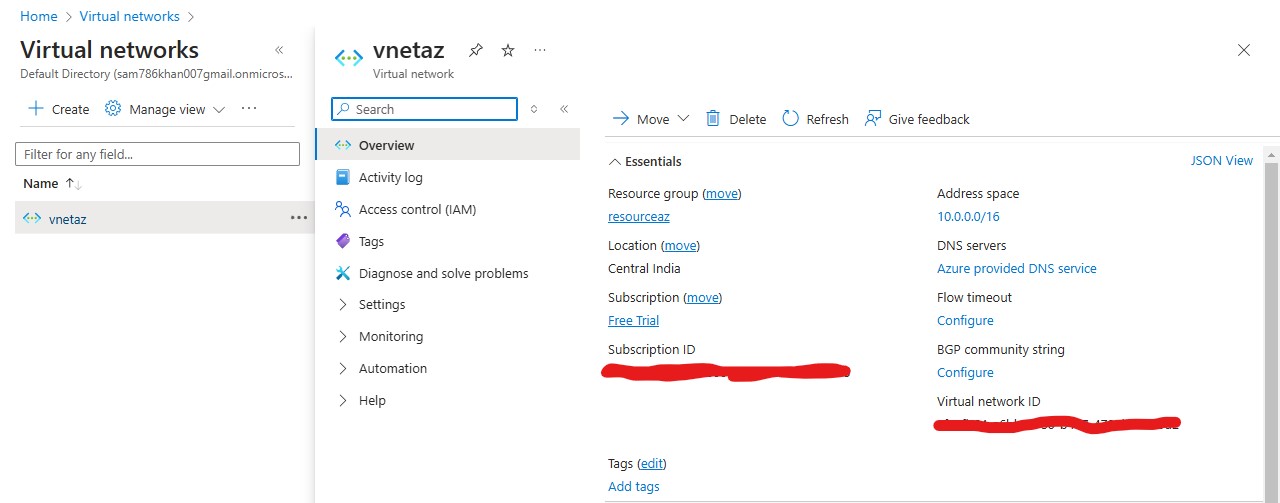 Home > Virtual networks >
Virtual networks «
Default Directory (sam786khan007gmail.onmicros...
+ Create Manage view ...
Filter for any field...
Name ↑↓
vnetaz ...
vnetaz ...
Virtual network
Search «
Overview
Activity log
Access control (IAM)
Tags
Diagnose and solve problems
Settings
Monitoring
Automation
Help
Move Delete Refresh Give feedback
Essentials
JSON View
Resource group (move)
resourceaz
Location (move)
Central India
Subscription (move)
Free Trial
Subscription ID
Address space
10.0.0.0/16
DNS servers
Azure provided DNS service
Flow timeout
Configure
BGP community string
Configure
Virtual network ID
Tags (edit)
Add tags